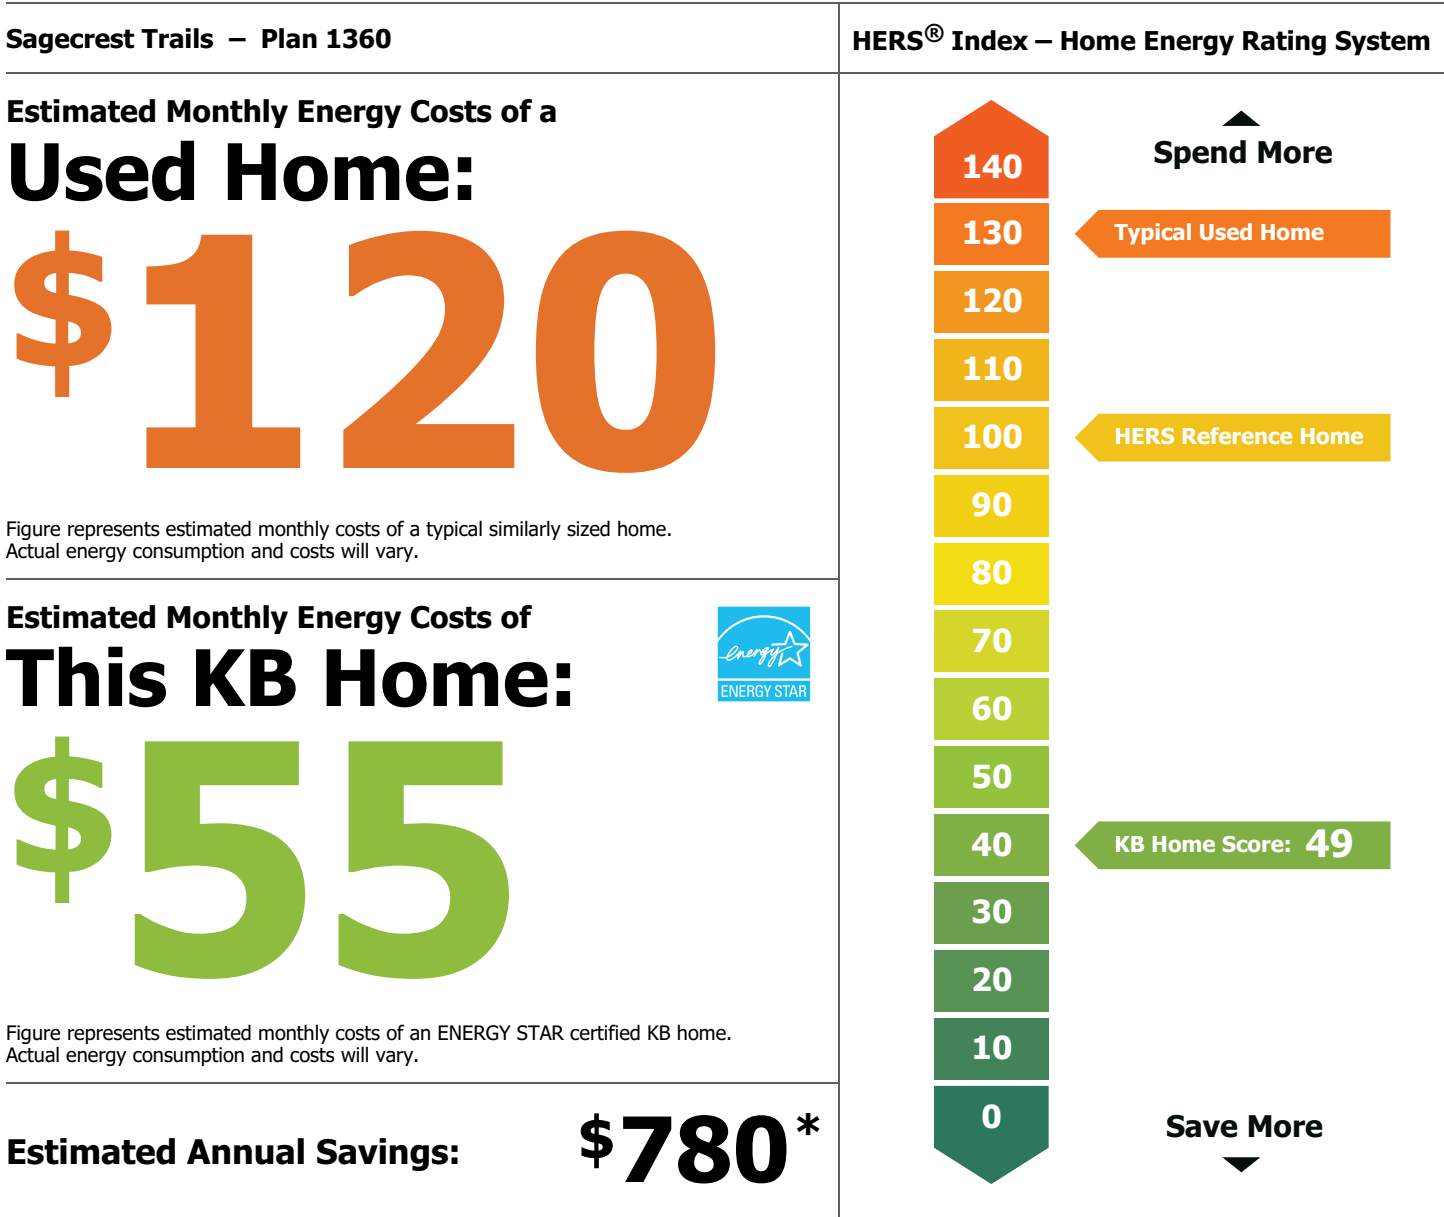 Sagecrest Trails – Plan 1360
Estimated Monthly Energy Costs of a
Used Home:
$120
Figure represents estimated monthly costs of a typical similarly sized home.
Actual energy consumption and costs will vary.
Estimated Monthly Energy Costs of
This KB Home:
energy
ENERGY STAR
$55
Figure represents estimated monthly costs of an ENERGY STAR certified KB home.
Actual energy consumption and costs will vary.
Estimated Annual Savings: $780*
HERS® Index – Home Energy Rating System
Spend More
140
130 Typical Used Home
120
110
100 HERS Reference Home
90
80
70
60
50
40 KB Home Score: 49
30
20
10
0
Save More